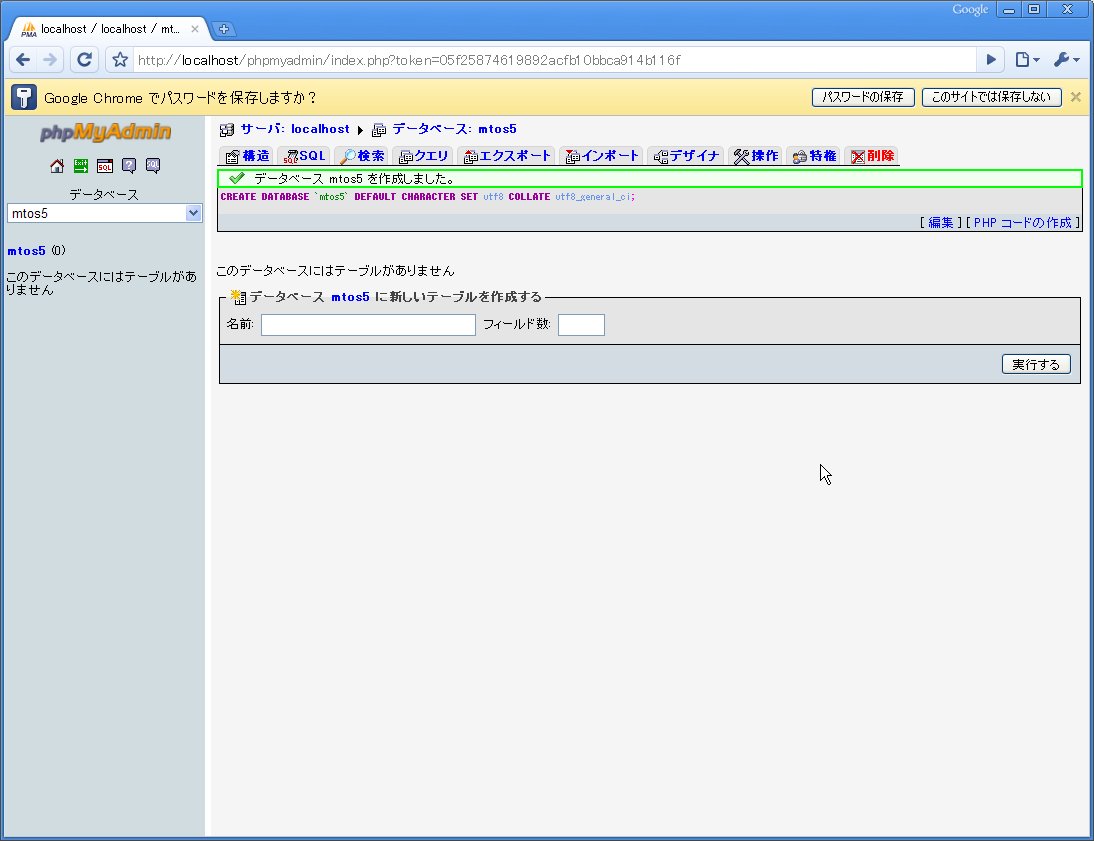 Google
localhost / localhost / mt...
http://localhost/phpmyadmin/index.php?token=05f25874619892acfb10bbca914b116f
Google Chrome でパスワードを保存しますか？ パスワードの保存 このサイトでは保存しない
phpMyAdmin
データベース
mtos5
mtos5 (0)
このデータベースにはテーブルがあ
りません
サーバ: localhost ▶ データベース: mtos5
構造 SQL 検索 クエリ エクスポート インポート デザイナ 操作 特権 削除
データベース mtos5 を作成しました。
CREATE DATABASE `mtos5` DEFAULT CHARACTER SET utf8 COLLATE utf8_general_ci;
[ 編集 ] [ PHP コードの作成 ]
このデータベースにはテーブルがありません
データベース mtos5 に新しいテーブルを作成する
名前: フィールド数:
実行する